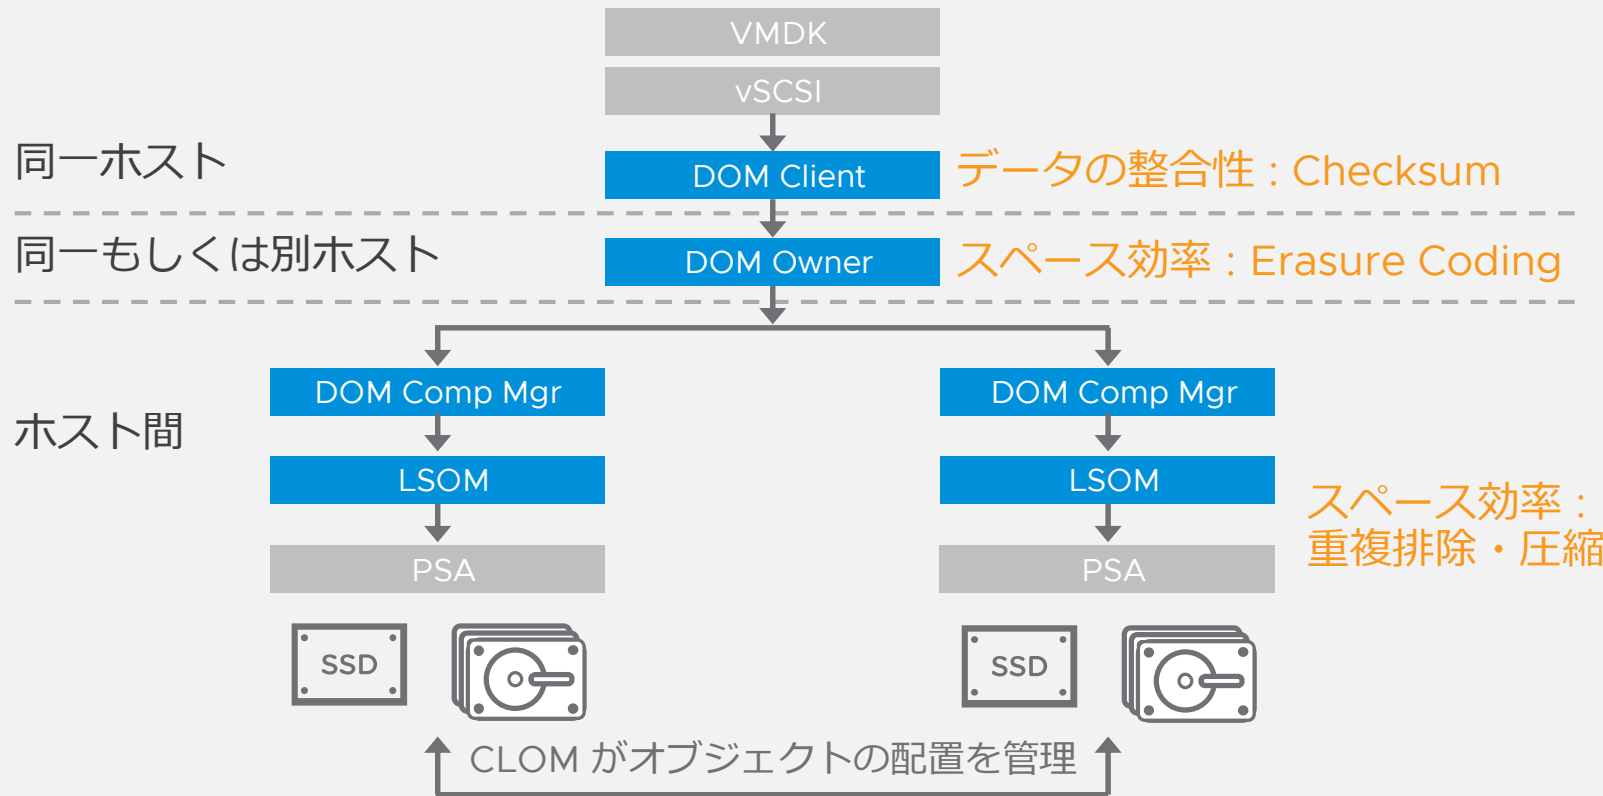 VMDK
vSCSI
同一ホスト
DOM Client
データの整合性 : Checksum
同一もしくは別ホスト
DOM Owner
スペース効率 : Erasure Coding
DOM Comp Mgr
DOM Comp Mgr
ホスト間
LSOM
LSOM
スペース効率 :
重複排除・圧縮
PSA
PSA
SSD
SSD
CLOM がオブジェクトの配置を管理